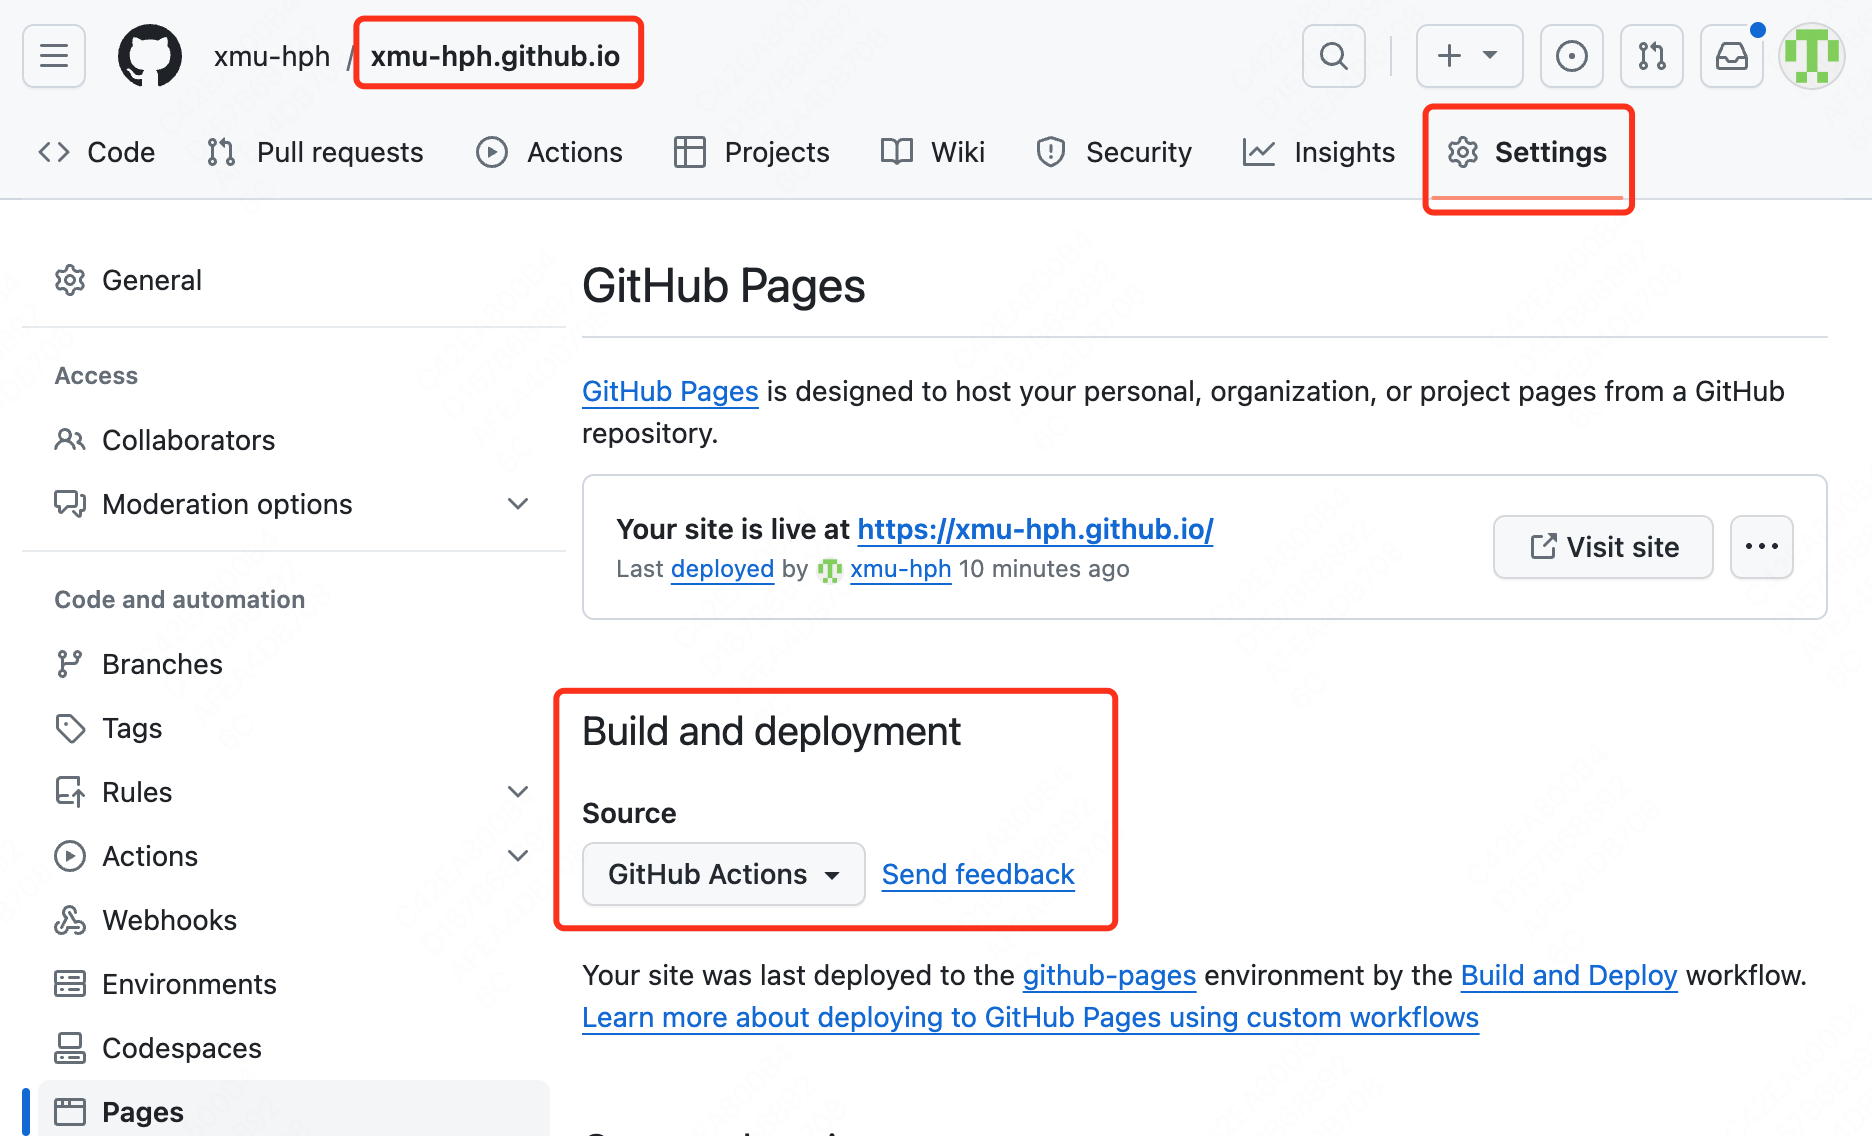 xmu-hph / xmu-hph.github.io
Code Pull requests Actions Projects Wiki Security Insights Settings
General
Access
Collaborators
Moderation options
Code and automation
Branches
Tags
Rules
Actions
Webhooks
Environments
Codespaces
Pages
GitHub Pages
GitHub Pages is designed to host your personal, organization, or project pages from a GitHub
repository.
Your site is live at https://xmu-hph.github.io/
Last deployed by xmu-hph 10 minutes ago
Visit site
Build and deployment
Source
GitHub Actions Send feedback
Your site was last deployed to the github-pages environment by the Build and Deploy workflow.
Learn more about deploying to GitHub Pages using custom workflows